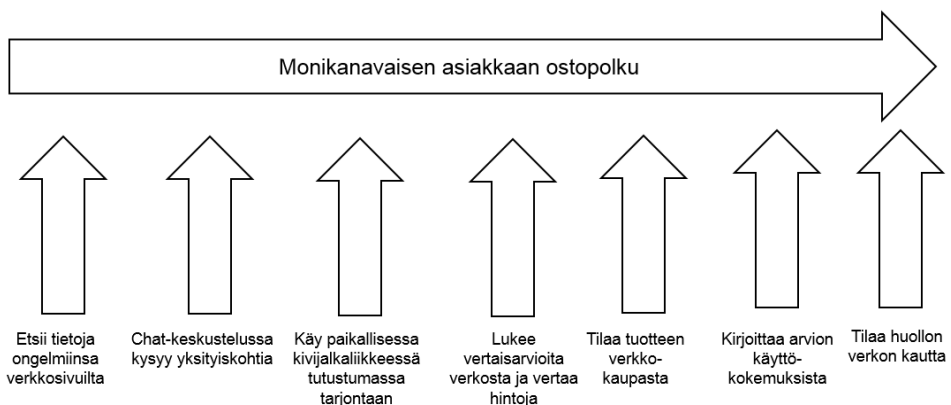 Monikanavaisen asiakkaan ostopolku
Etsii tietoja
ongelmiinsa
verkkosivuilta
Chat-keskustelussa
kysyy yksityiskohtia
Käy paikallisessa
kivijalkaliikkeessä
tutustumassa
tarjontaan
Lukee
vertaisarvioita
verkosta ja vertaa
hintoja
Tilaa tuotteen
verkko-
kaupasta
Kirjoittaa arvion
käyttö-
kokemuksista
Tilaa huollon
verkon kautta